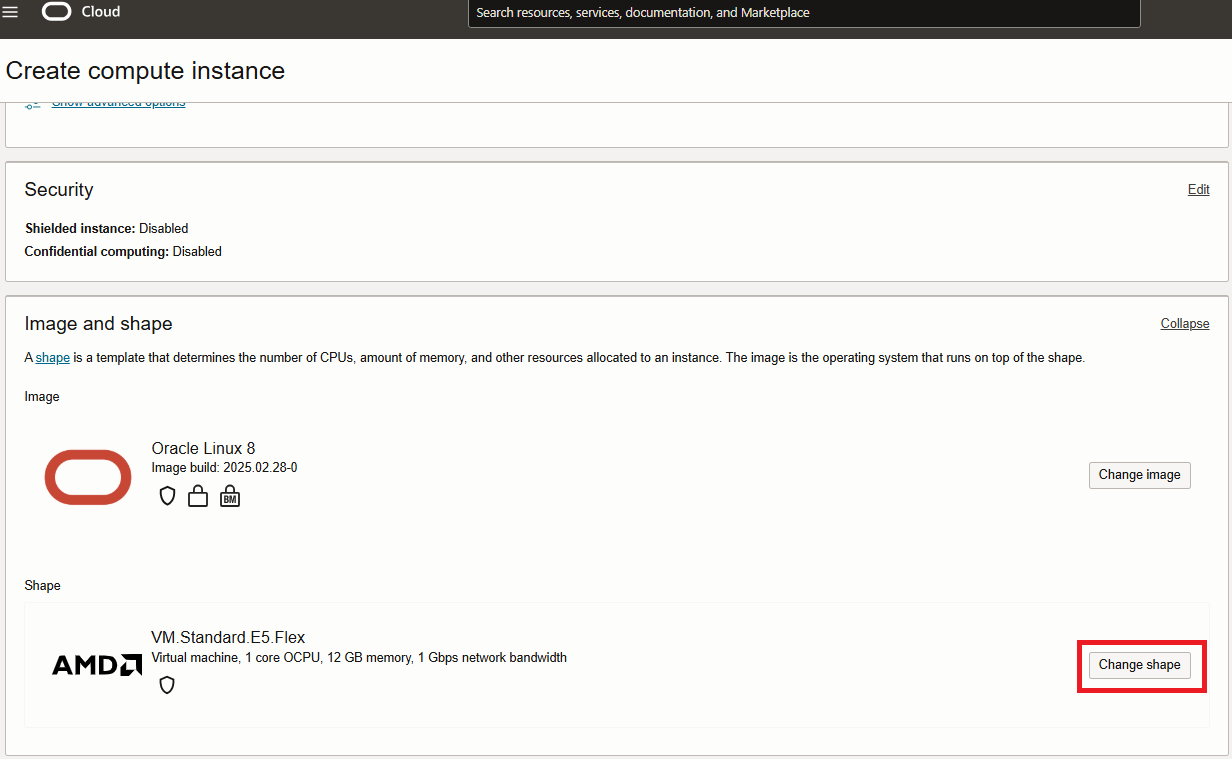 Cloud
Search resources, services, documentation, and Marketplace
Create compute instance
Show advanced options
Security
Edit
Shielded instance: Disabled
Confidential computing: Disabled
Image and shape
Collapse
A shape is a template that determines the number of CPUs, amount of memory, and other resources allocated to an instance. The image is the operating system that runs on top of the shape.
Image
Oracle Linux 8
Image build: 2025.02.28-0
BM
Change image
Shape
VM.Standard.E5.Flex
AMD
Virtual machine, 1 core OCPU, 12 GB memory, 1 Gbps network bandwidth
Change shape